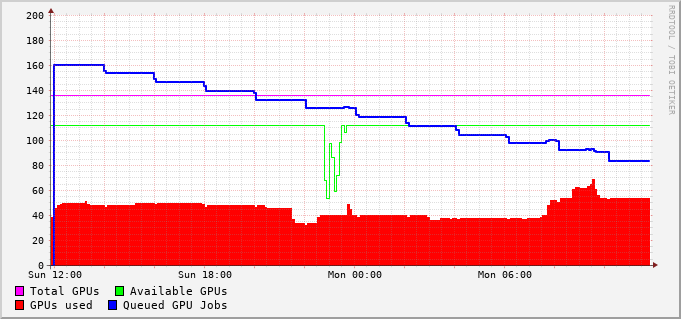 200
180
160
140
120
100
80
60
40
20
0
Sun 12:00 Sun 18:00 Mon 00:00 Mon 06:00
Total GPUs Available GPUs
GPUs used Queued GPU Jobs
RRDTOOL / TOBI OETIKER